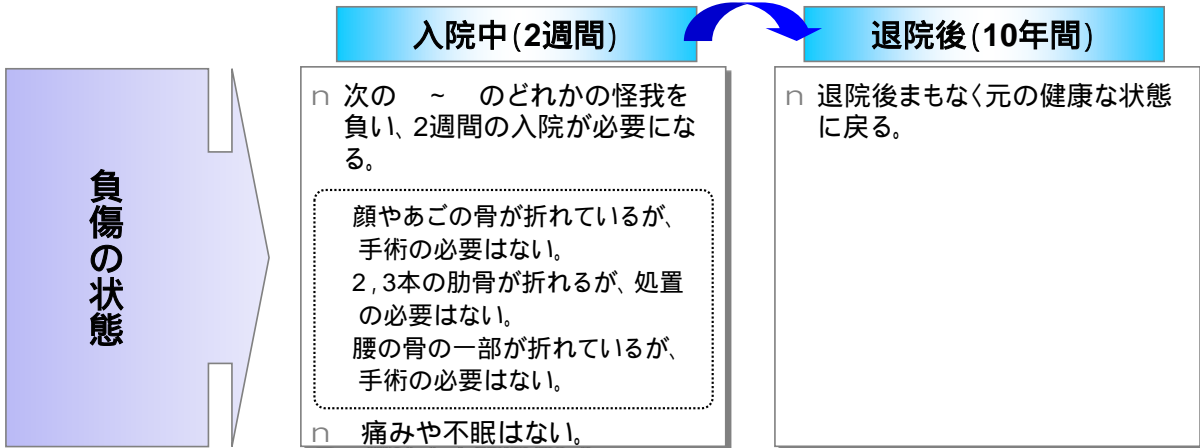 入院中(2週間)
退院後(10年間)
負傷の状態
n 次の　~　のどれかの怪我を
負い、2週間の入院が必要にな
る。
顔やあごの骨が折れているが、
手術の必要はない。
2,3本の肋骨が折れるが、処置
の必要はない。
腰の骨の一部が折れているが、
手術の必要はない。
n 痛みや不眠はない。
n 退院後まもなく元の健康な状態
に戻る。